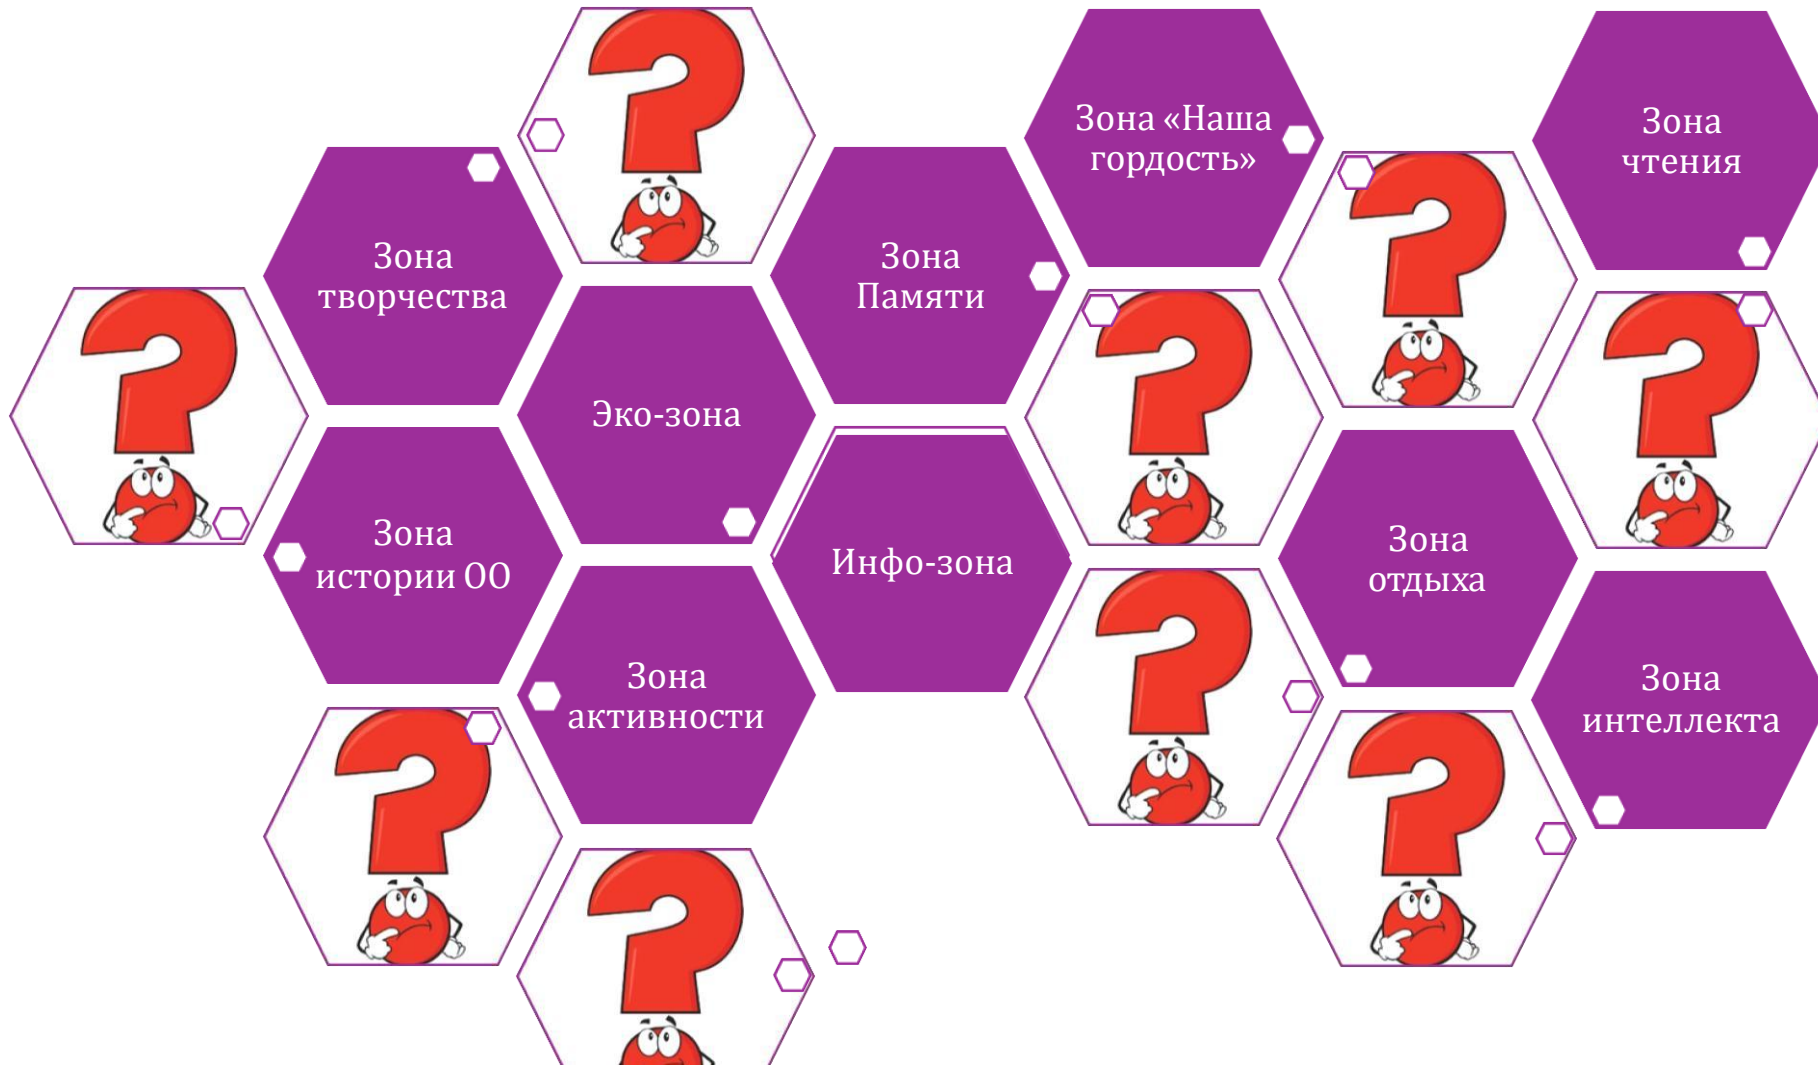 Зона
творчества
Зона
истории ОО
Эко-зона
Зона
активности
Зона
Памяти
Инфо-зона
Зона «Наша
гордость»
Зона
отдыха
Зона
чтения
Зона
интеллекта